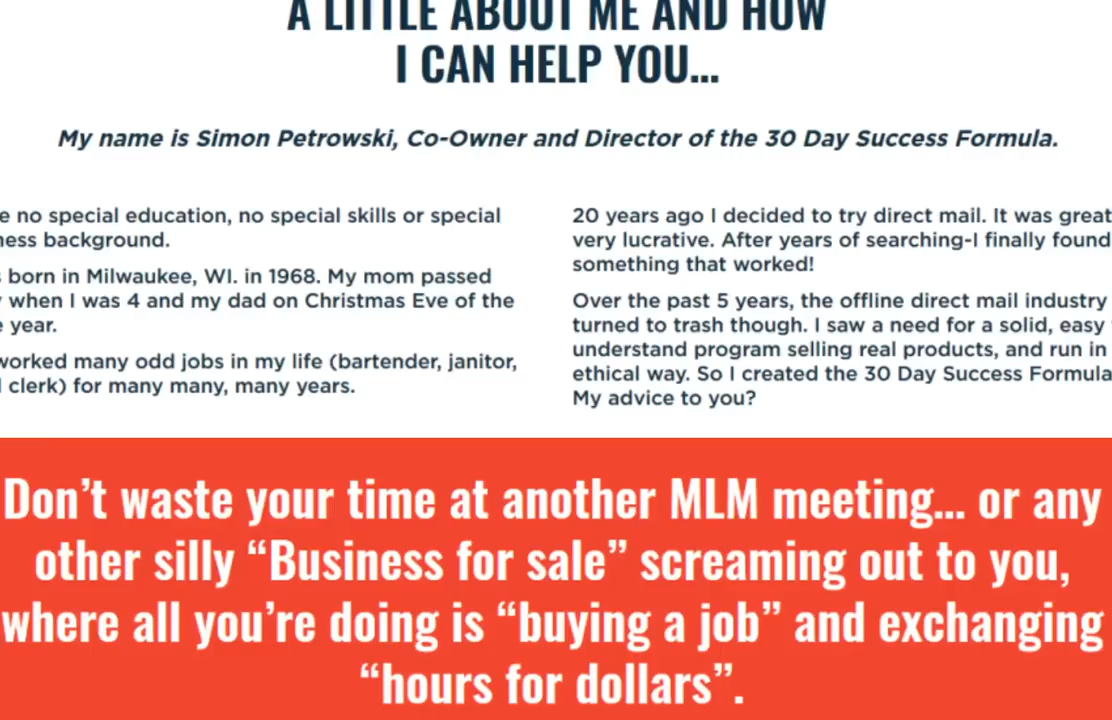 A LITTLE ABOUT ME AND HOW
I CAN HELP YOU...
My name is Simon Petrowski, Co-Owner and Director of the 30 Day Success Formula.
no special education, no special skills or special
background.
born in Milwaukee, WI. in 1968. My mom passed
when I was 4 and my dad on Christmas Eve of the
year.
worked many odd jobs in my life (bartender, janitor,
clerk) for many many, many years.
20 years ago I decided to try direct mail. It was great
very lucrative. After years of searching-I finally found
something that worked!
Over the past 5 years, the offline direct mail industry
turned to trash though. I saw a need for a solid, easy
understand program selling real products, and run in
ethical way. So I created the 30 Day Success Formula
My advice to you?
Don't waste your time at another MLM meeting... or any
other silly “Business for sale” screaming out to you,
where all you're doing is “buying a job” and exchanging
“hours for dollars”.